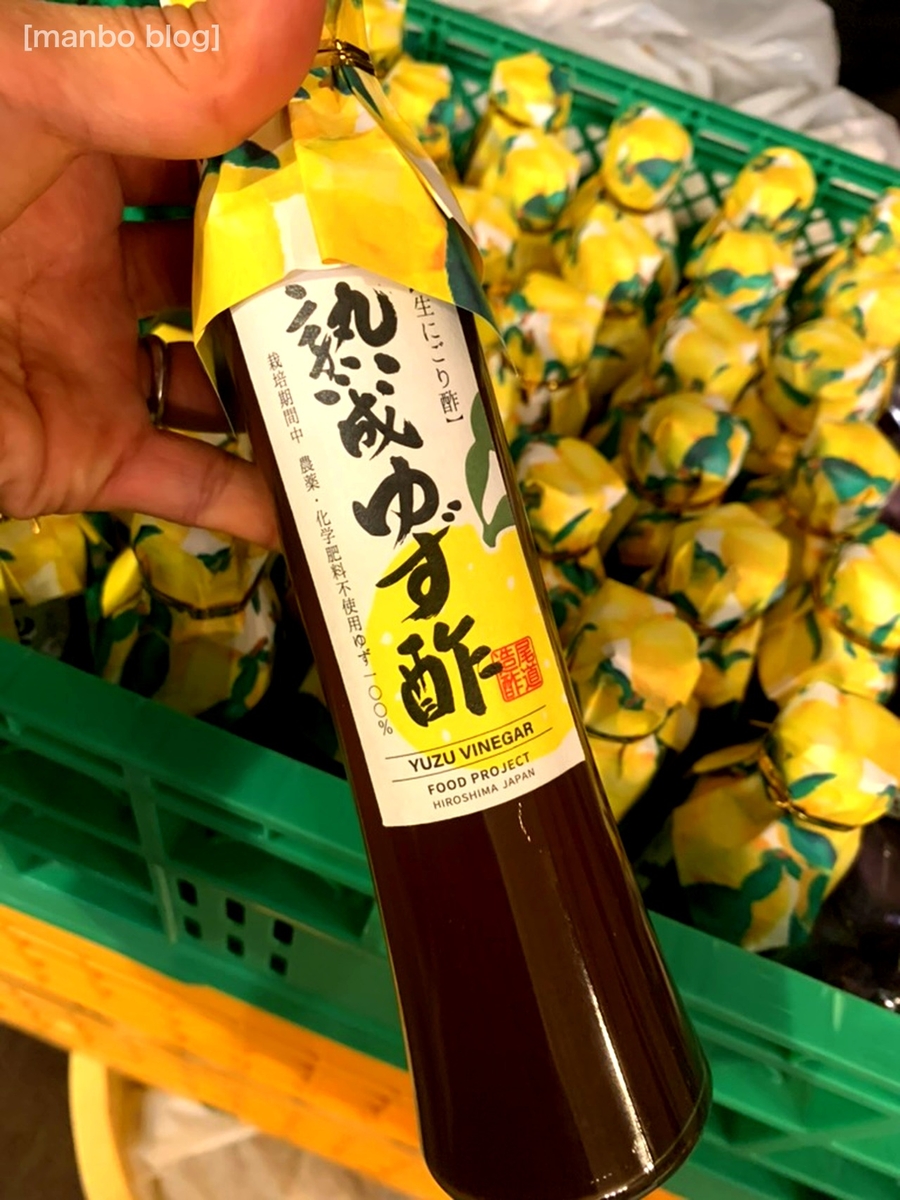 [manbo blog]
生にごり酢】
熟成ゆず酢
栽培期間中 農薬・化学肥料不使用ゆず一〇〇%
尾道
造酢
YUZU VINEGAR
FOOD PROJECT
HIROSHIMA JAPAN